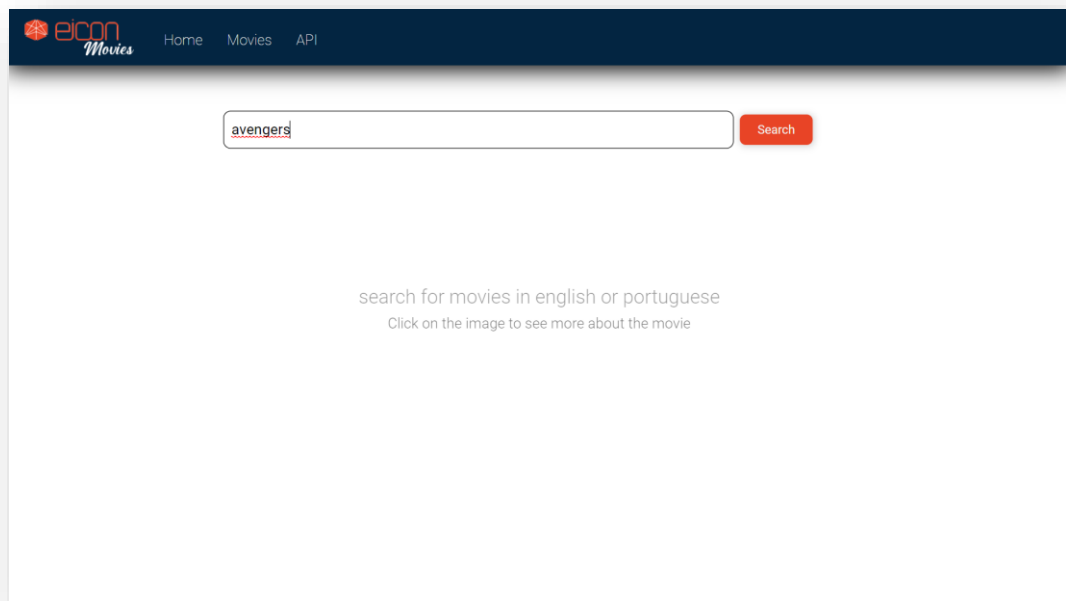 eicon
Movies
Home Movies API
avengers
Search
search for movies in english or portuguese
Click on the image to see more about the movie